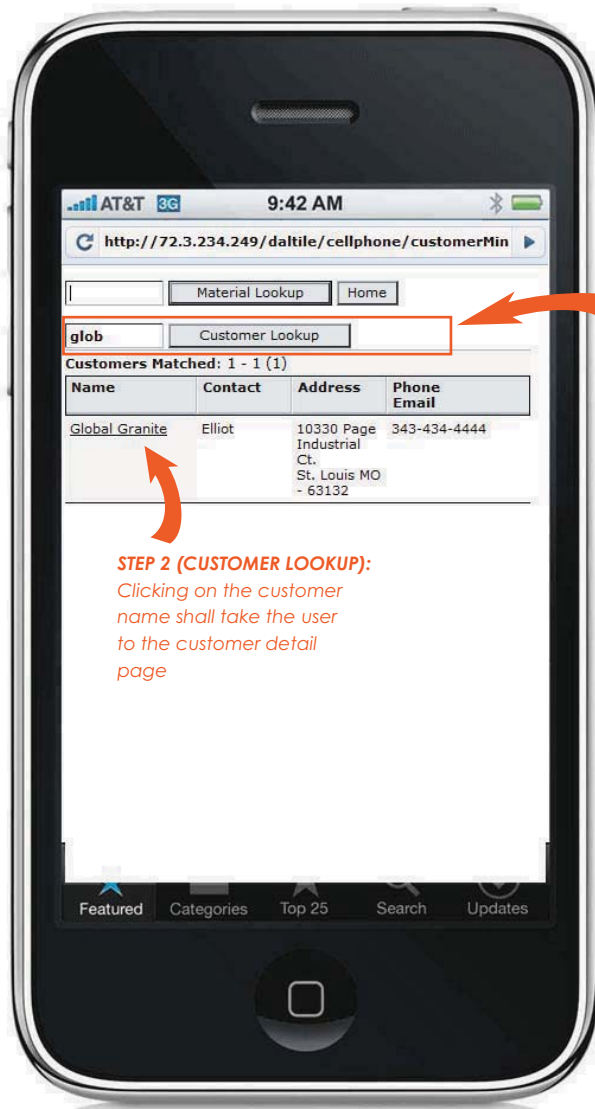 AT&T 3G 9:42 AM
http://72.3.234.249/daltile/cellphone/customerMin
Material Lookup Home
glob Customer Lookup
Customers Matched: 1 - 1 (1)
Name Contact Address Phone
Email
Global Granite Elliot 10330 Page 343-434-4444
Industrial
Ct.
St. Louis MO
- 63132
STEP 2 (CUSTOMER LOOKUP):
Clicking on the customer
name shall take the user
to the customer detail
page
Featured Categories Top 25 Search Updates